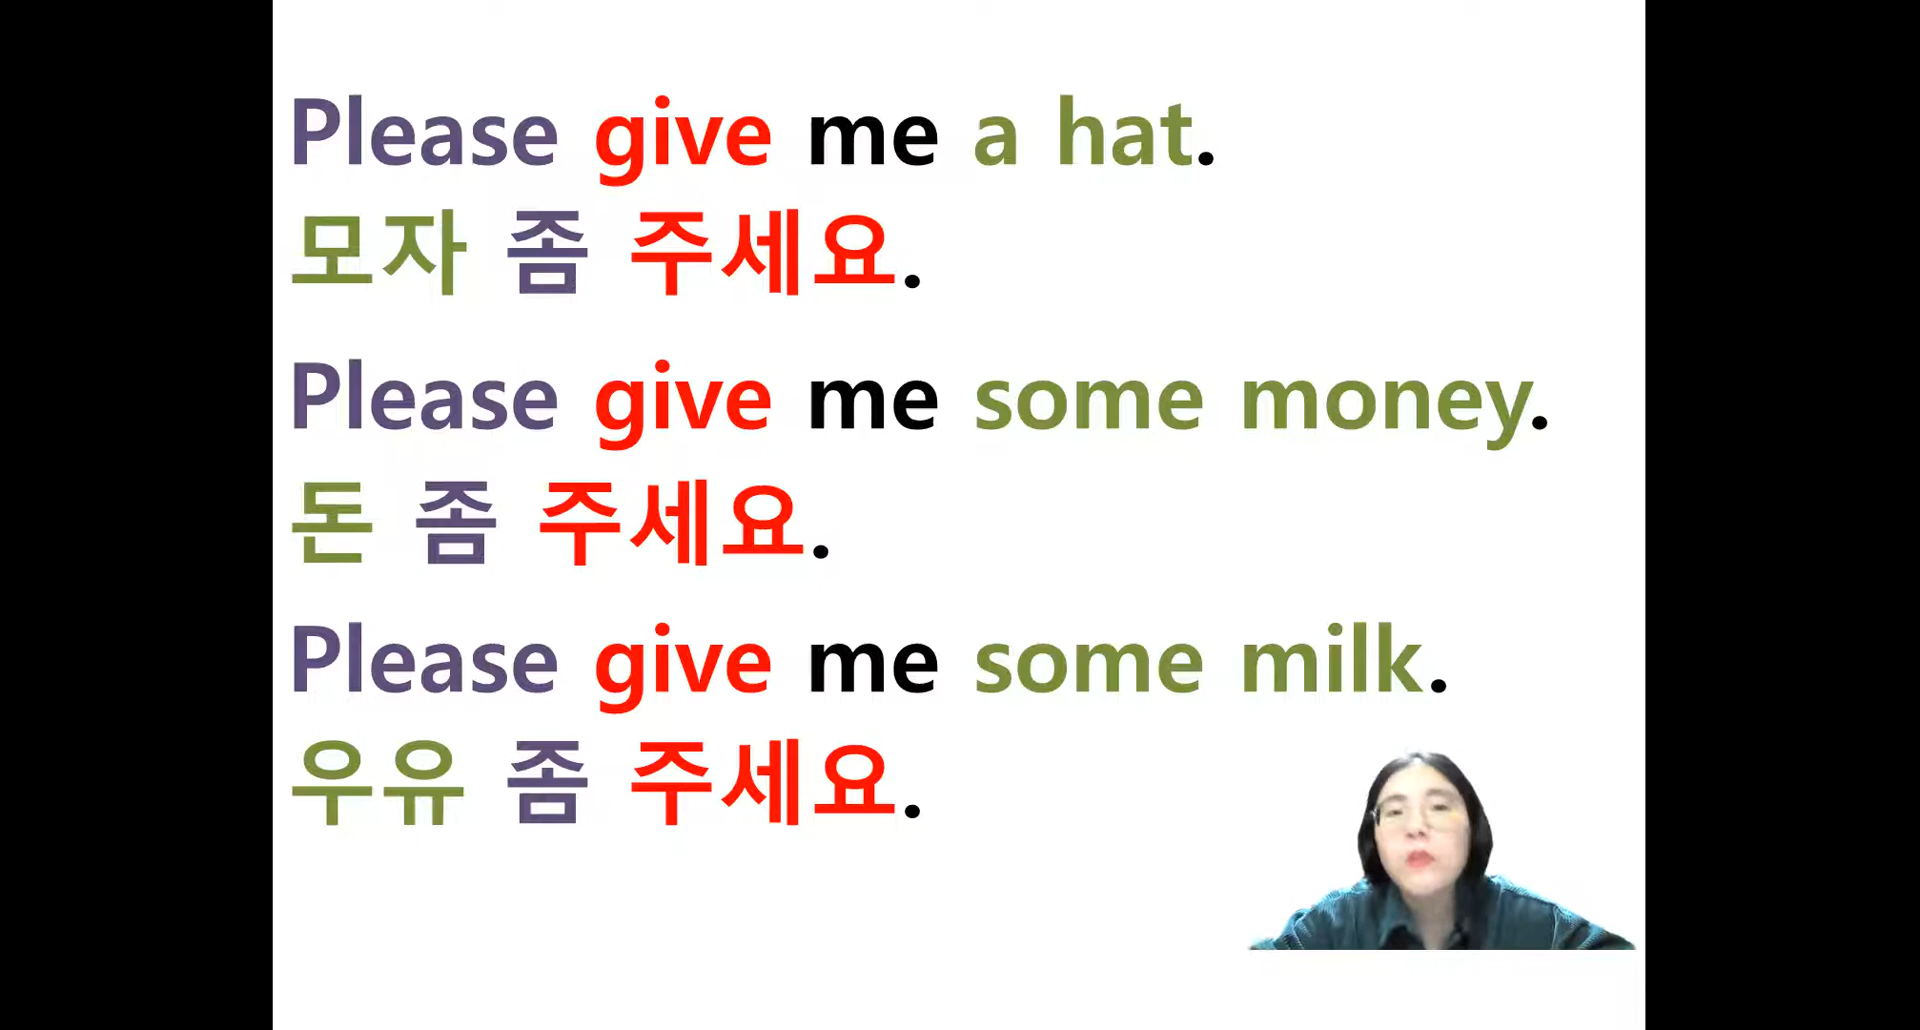 Please give me a hat.
모자 좀 주세요.
Please give me some money.
돈 좀 주세요.
Please give me some milk.
우유 좀 주세요.